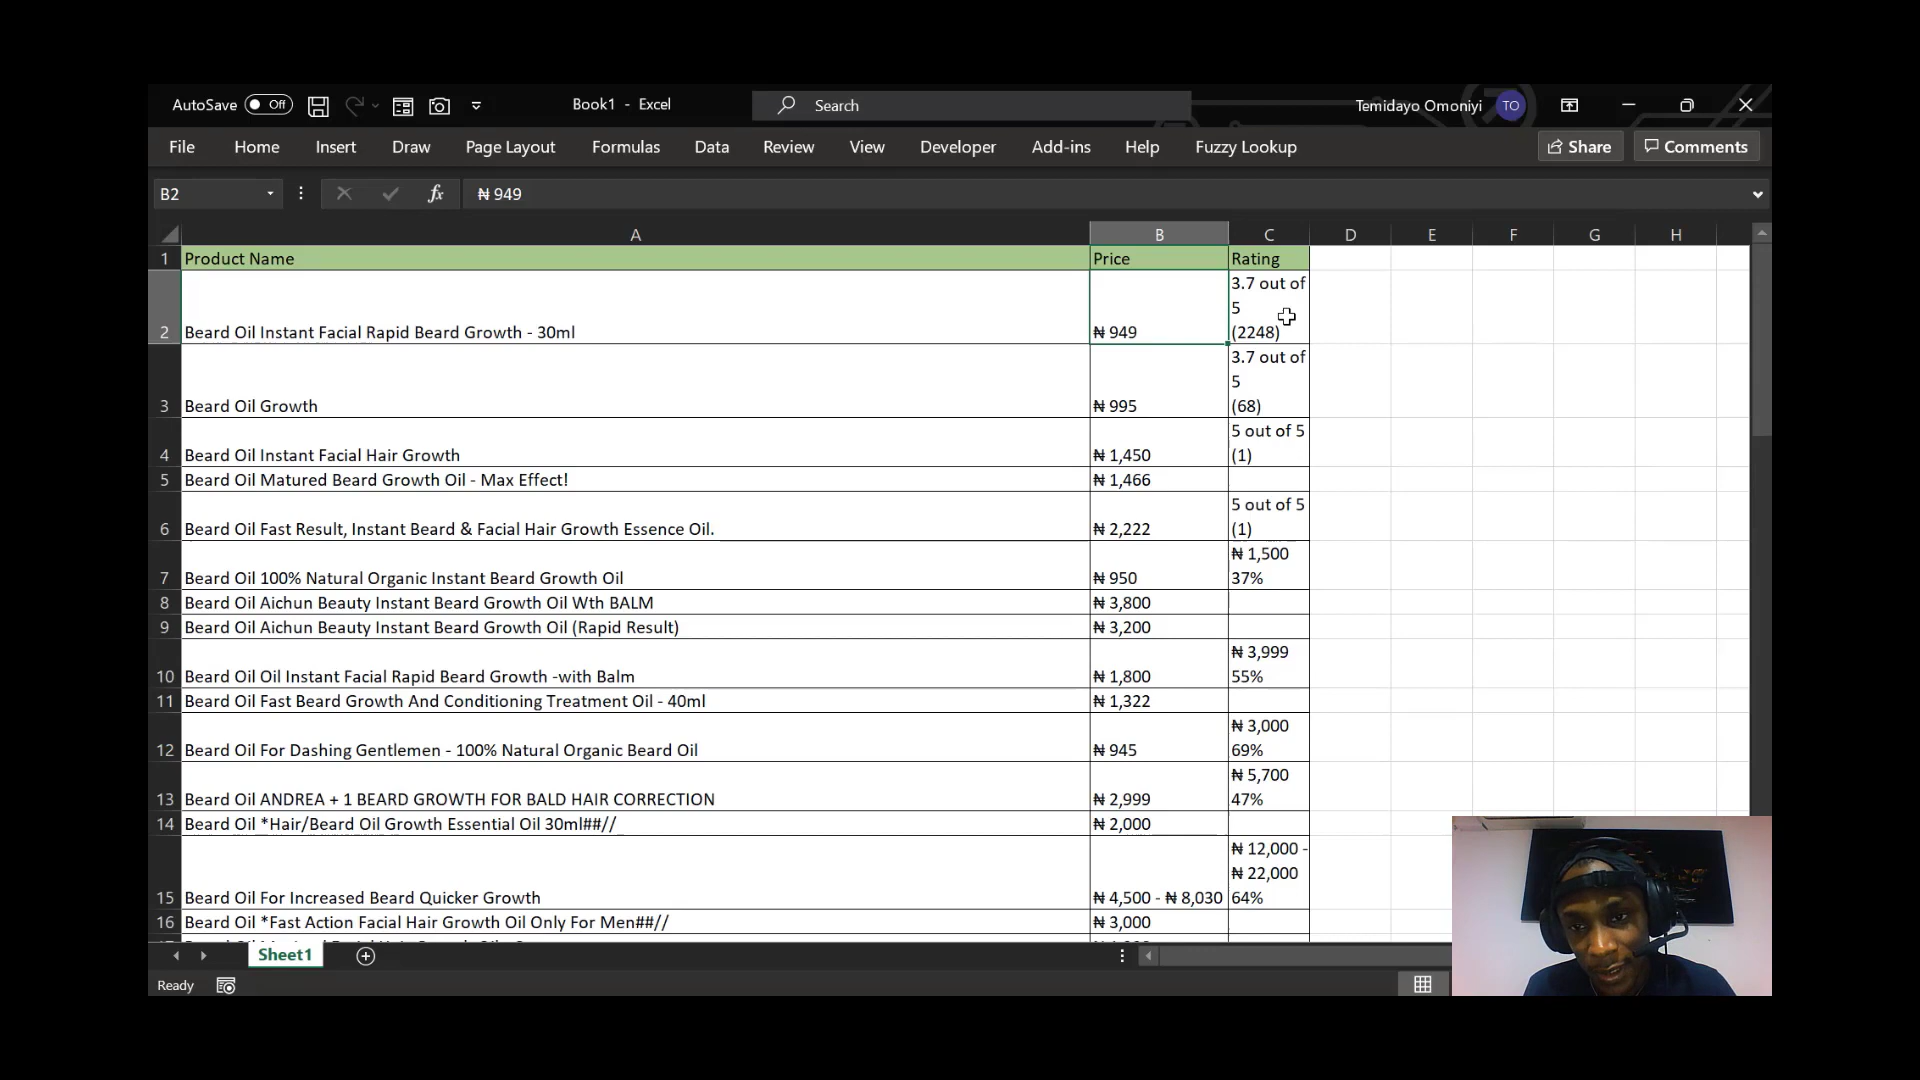 AutoSave Off Book1 - Excel Search Temidayo Omoniyi TO
File Home Insert Draw Page Layout Formulas Data Review View Developer Add-ins Help Fuzzy Lookup Share Comments
B2 fx ₦ 949
A B C D E F G H
1 Product Name Price Rating
3.7 out of
5
2 Beard Oil Instant Facial Rapid Beard Growth - 30ml ₦ 949 (2248)
3.7 out of
5
3 Beard Oil Growth ₦ 995 (68)
5 out of 5
4 Beard Oil Instant Facial Hair Growth ₦ 1,450 (1)
5 Beard Oil Matured Beard Growth Oil - Max Effect! ₦ 1,466
5 out of 5
6 Beard Oil Fast Result, Instant Beard & Facial Hair Growth Essence Oil. ₦ 2,222 (1)
₦ 1,500
7 Beard Oil 100% Natural Organic Instant Beard Growth Oil ₦ 950 37%
8 Beard Oil Aichun Beauty Instant Beard Growth Oil Wth BALM ₦ 3,800
9 Beard Oil Aichun Beauty Instant Beard Growth Oil (Rapid Result) ₦ 3,200
₦ 3,999
10 Beard Oil Oil Instant Facial Rapid Beard Growth -with Balm ₦ 1,800 55%
11 Beard Oil Fast Beard Growth And Conditioning Treatment Oil - 40ml ₦ 1,322
₦ 3,000
12 Beard Oil For Dashing Gentlemen - 100% Natural Organic Beard Oil ₦ 945 69%
₦ 5,700
13 Beard Oil ANDREA + 1 BEARD GROWTH FOR BALD HAIR CORRECTION ₦ 2,999 47%
14 Beard Oil *Hair/Beard Oil Growth Essential Oil 30ml##// ₦ 2,000
₦ 12,000 -
₦ 22,000
15 Beard Oil For Increased Beard Quicker Growth ₦ 4,500 - ₦ 8,030 64%
16 Beard Oil *Fast Action Facial Hair Growth Oil Only For Men##// ₦ 3,000
Sheet1
Ready